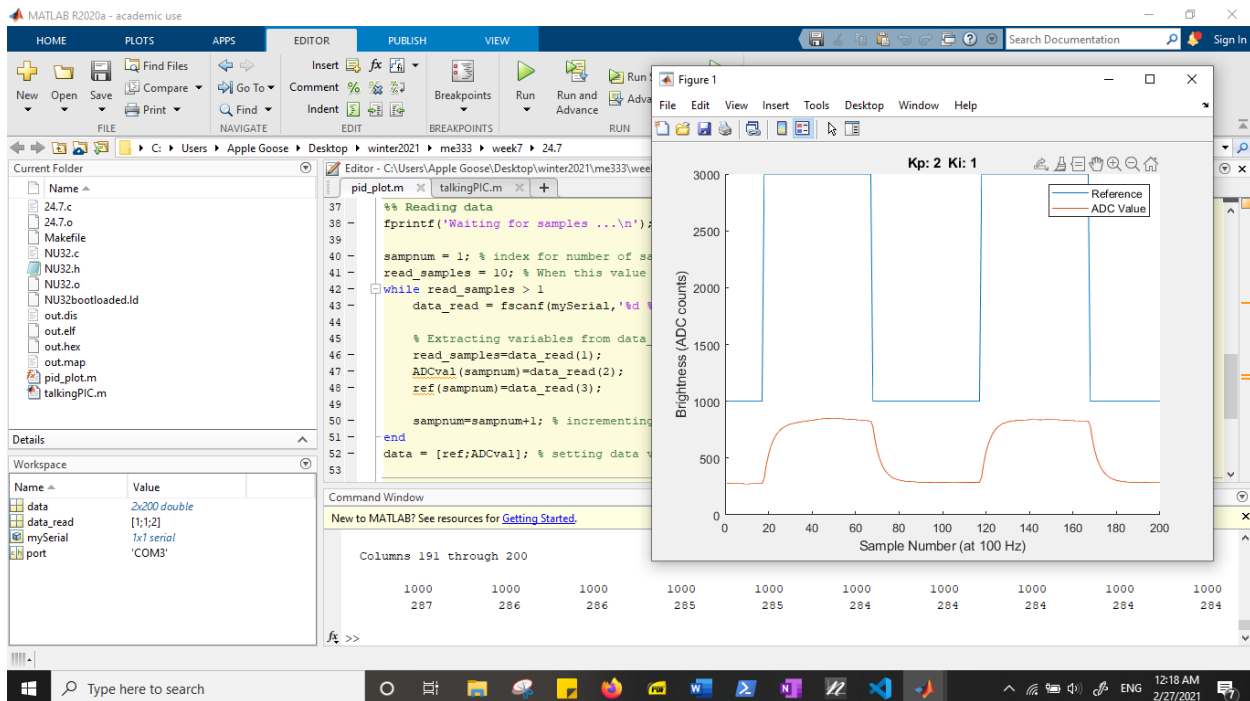 MATLAB R2020a - academic use
HOME PLOTS APPS EDITOR PUBLISH VIEW
Search Documentation
Sign In
New Open Save
Find Files
Compare
Print
FILE
Go To
Find
NAVIGATE
Insert fx
Comment %
Indent
EDIT
Breakpoints
BREAKPOINTS
Run
Run and
Advance
RUN
C: Users Apple Goose Desktop winter2021 me333 week7 24.7
Current Folder
Name
24.7.c
24.7.o
Makefile
NU32.c
NU32.h
NU32.o
NU32bootloaded.ld
out.dis
out.elf
out.hex
out.map
pid_plot.m
talkingPIC.m
Details
Workspace
Name Value
data 2x200 double
data_read [1;1;2]
mySerial 1x1 serial
port 'COM3'
Editor - C:\Users\Apple Goose\Desktop\winter2021\me333\wee
pid_plot.m talkingPIC.m +
37 %% Reading data
38 - fprintf('Waiting for samples ...\n');
39
40 - sampnum = 1; % index for number of sa
41 - read_samples = 10; % When this value
42 - while read_samples > 1
43 - data_read = fscanf(mySerial,'%d %
44
45 % Extracting variables from data_
46 - read_samples=data_read(1);
47 - ADCval(sampnum)=data_read(2);
48 - ref(sampnum)=data_read(3);
49
50 - sampnum=sampnum+1; % incrementing
51 - end
52 - data = [ref;ADCval]; % setting data v
53
Command Window
New to MATLAB? See resources for Getting Started.
Columns 191 through 200
1000 1000 1000 1000 1000 1000 1000 1000 1000 1000
287 286 286 285 285 284 284 284 284 284
fx >>
Figure 1
File Edit View Insert Tools Desktop Window Help
Kp: 2 Ki: 1
Reference
ADC Value
3000
2500
2000
1500
1000
500
0
Brightness (ADC counts)
0 20 40 60 80 100 120 140 160 180 200
Sample Number (at 100 Hz)
Type here to search
ENG
12:18 AM
2/27/2021